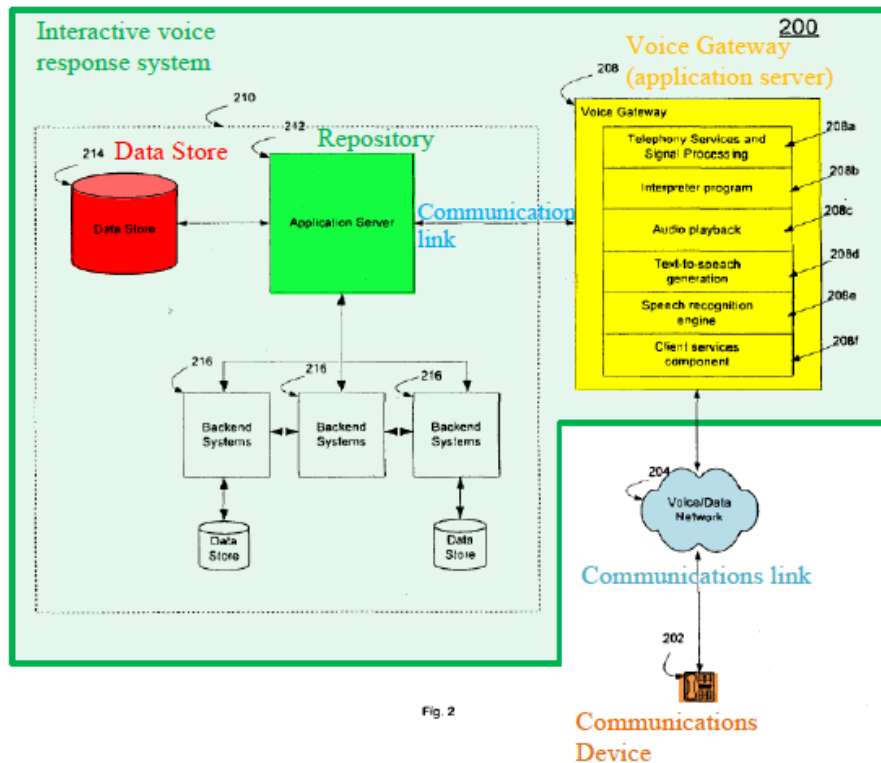 Interactive voice
response system
200
Voice Gateway
(application server)
208
210
212
214
Data Store
Repository
Voice Gateway
Telephony Services and
Signal Processing
208a
Interpreter program
208b
Audio playback
208c
Text-to-speach
generation
208d
Speech recognition
engine
208e
Client services
component
208f
Data Store
Application Server
Communication
link
216
216
216
Backend
Systems
Backend
Systems
Backend
Systems
Data
Store
Data
Store
204
Voice/Data
Network
Communications link
202
Fig. 2
Communications
Device